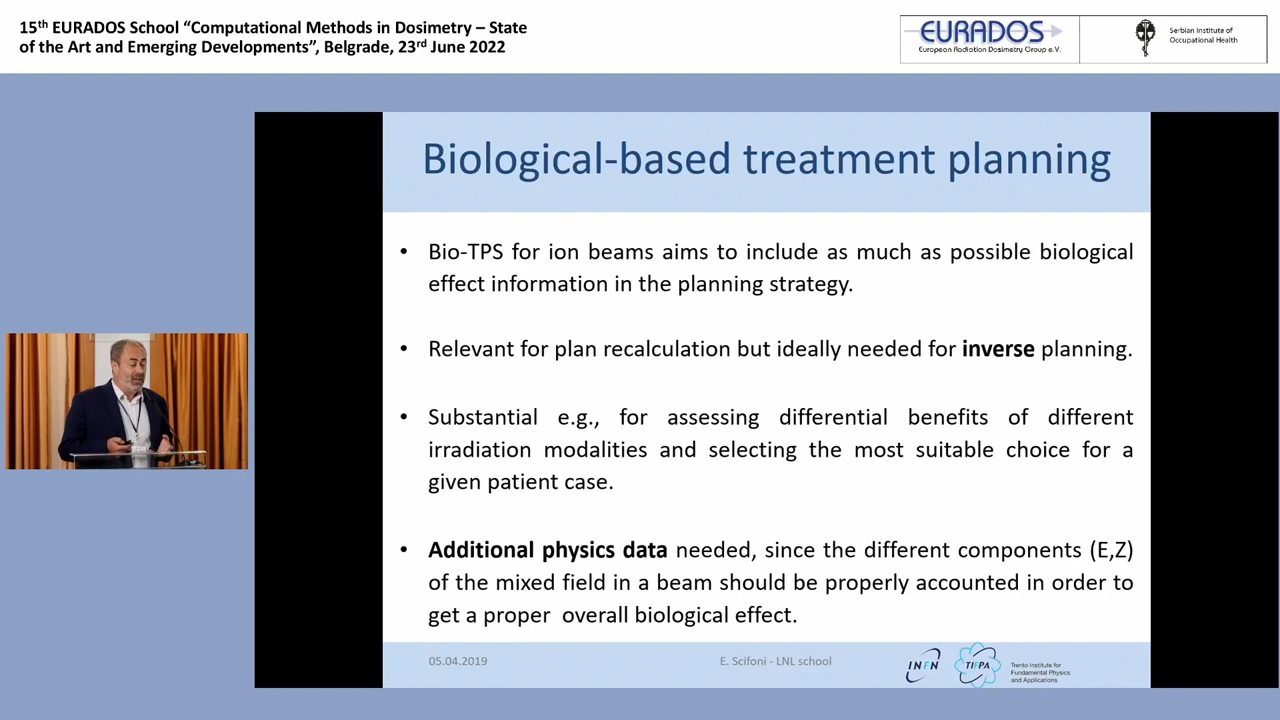 15th EURADOS School “Computational Methods in Dosimetry – State
of the Art and Emerging Developments”, Belgrade, 23rd June 2022
EURADOS
European Radiation Dosimetry Group e.V.
Serbian Institute of
Occupational Health
Biological-based treatment planning
• Bio-TPS for ion beams aims to include as much as possible biological
effect information in the planning strategy.
• Relevant for plan recalculation but ideally needed for inverse planning.
• Substantial e.g., for assessing differential benefits of different
irradiation modalities and selecting the most suitable choice for a
given patient case.
• Additional physics data needed, since the different components (E,Z)
of the mixed field in a beam should be properly accounted in order to
get a proper overall biological effect.
05.04.2019
E. Scifoni - LNL school
INFN
TIFPA
Trento Institute for
Fundamental Physics
and Applications